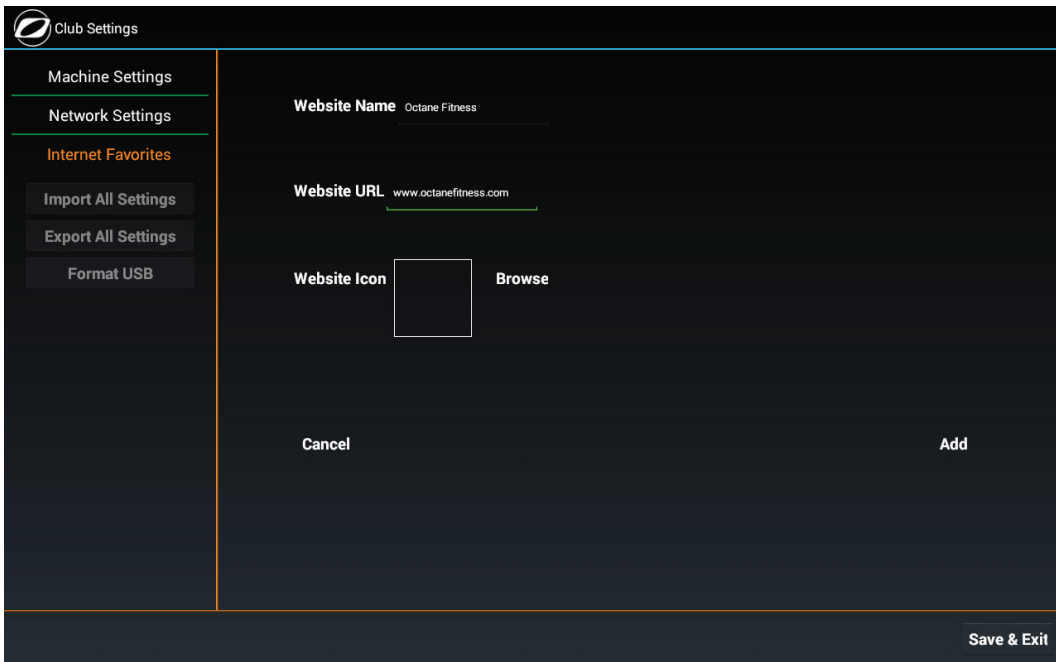 Club Settings
Machine Settings
Network Settings
Internet Favorites
Import All Settings
Export All Settings
Format USB
Website Name Octane Fitness
Website URL www.octanefitness.com
Website Icon Browse
Cancel Add
Save & Exit